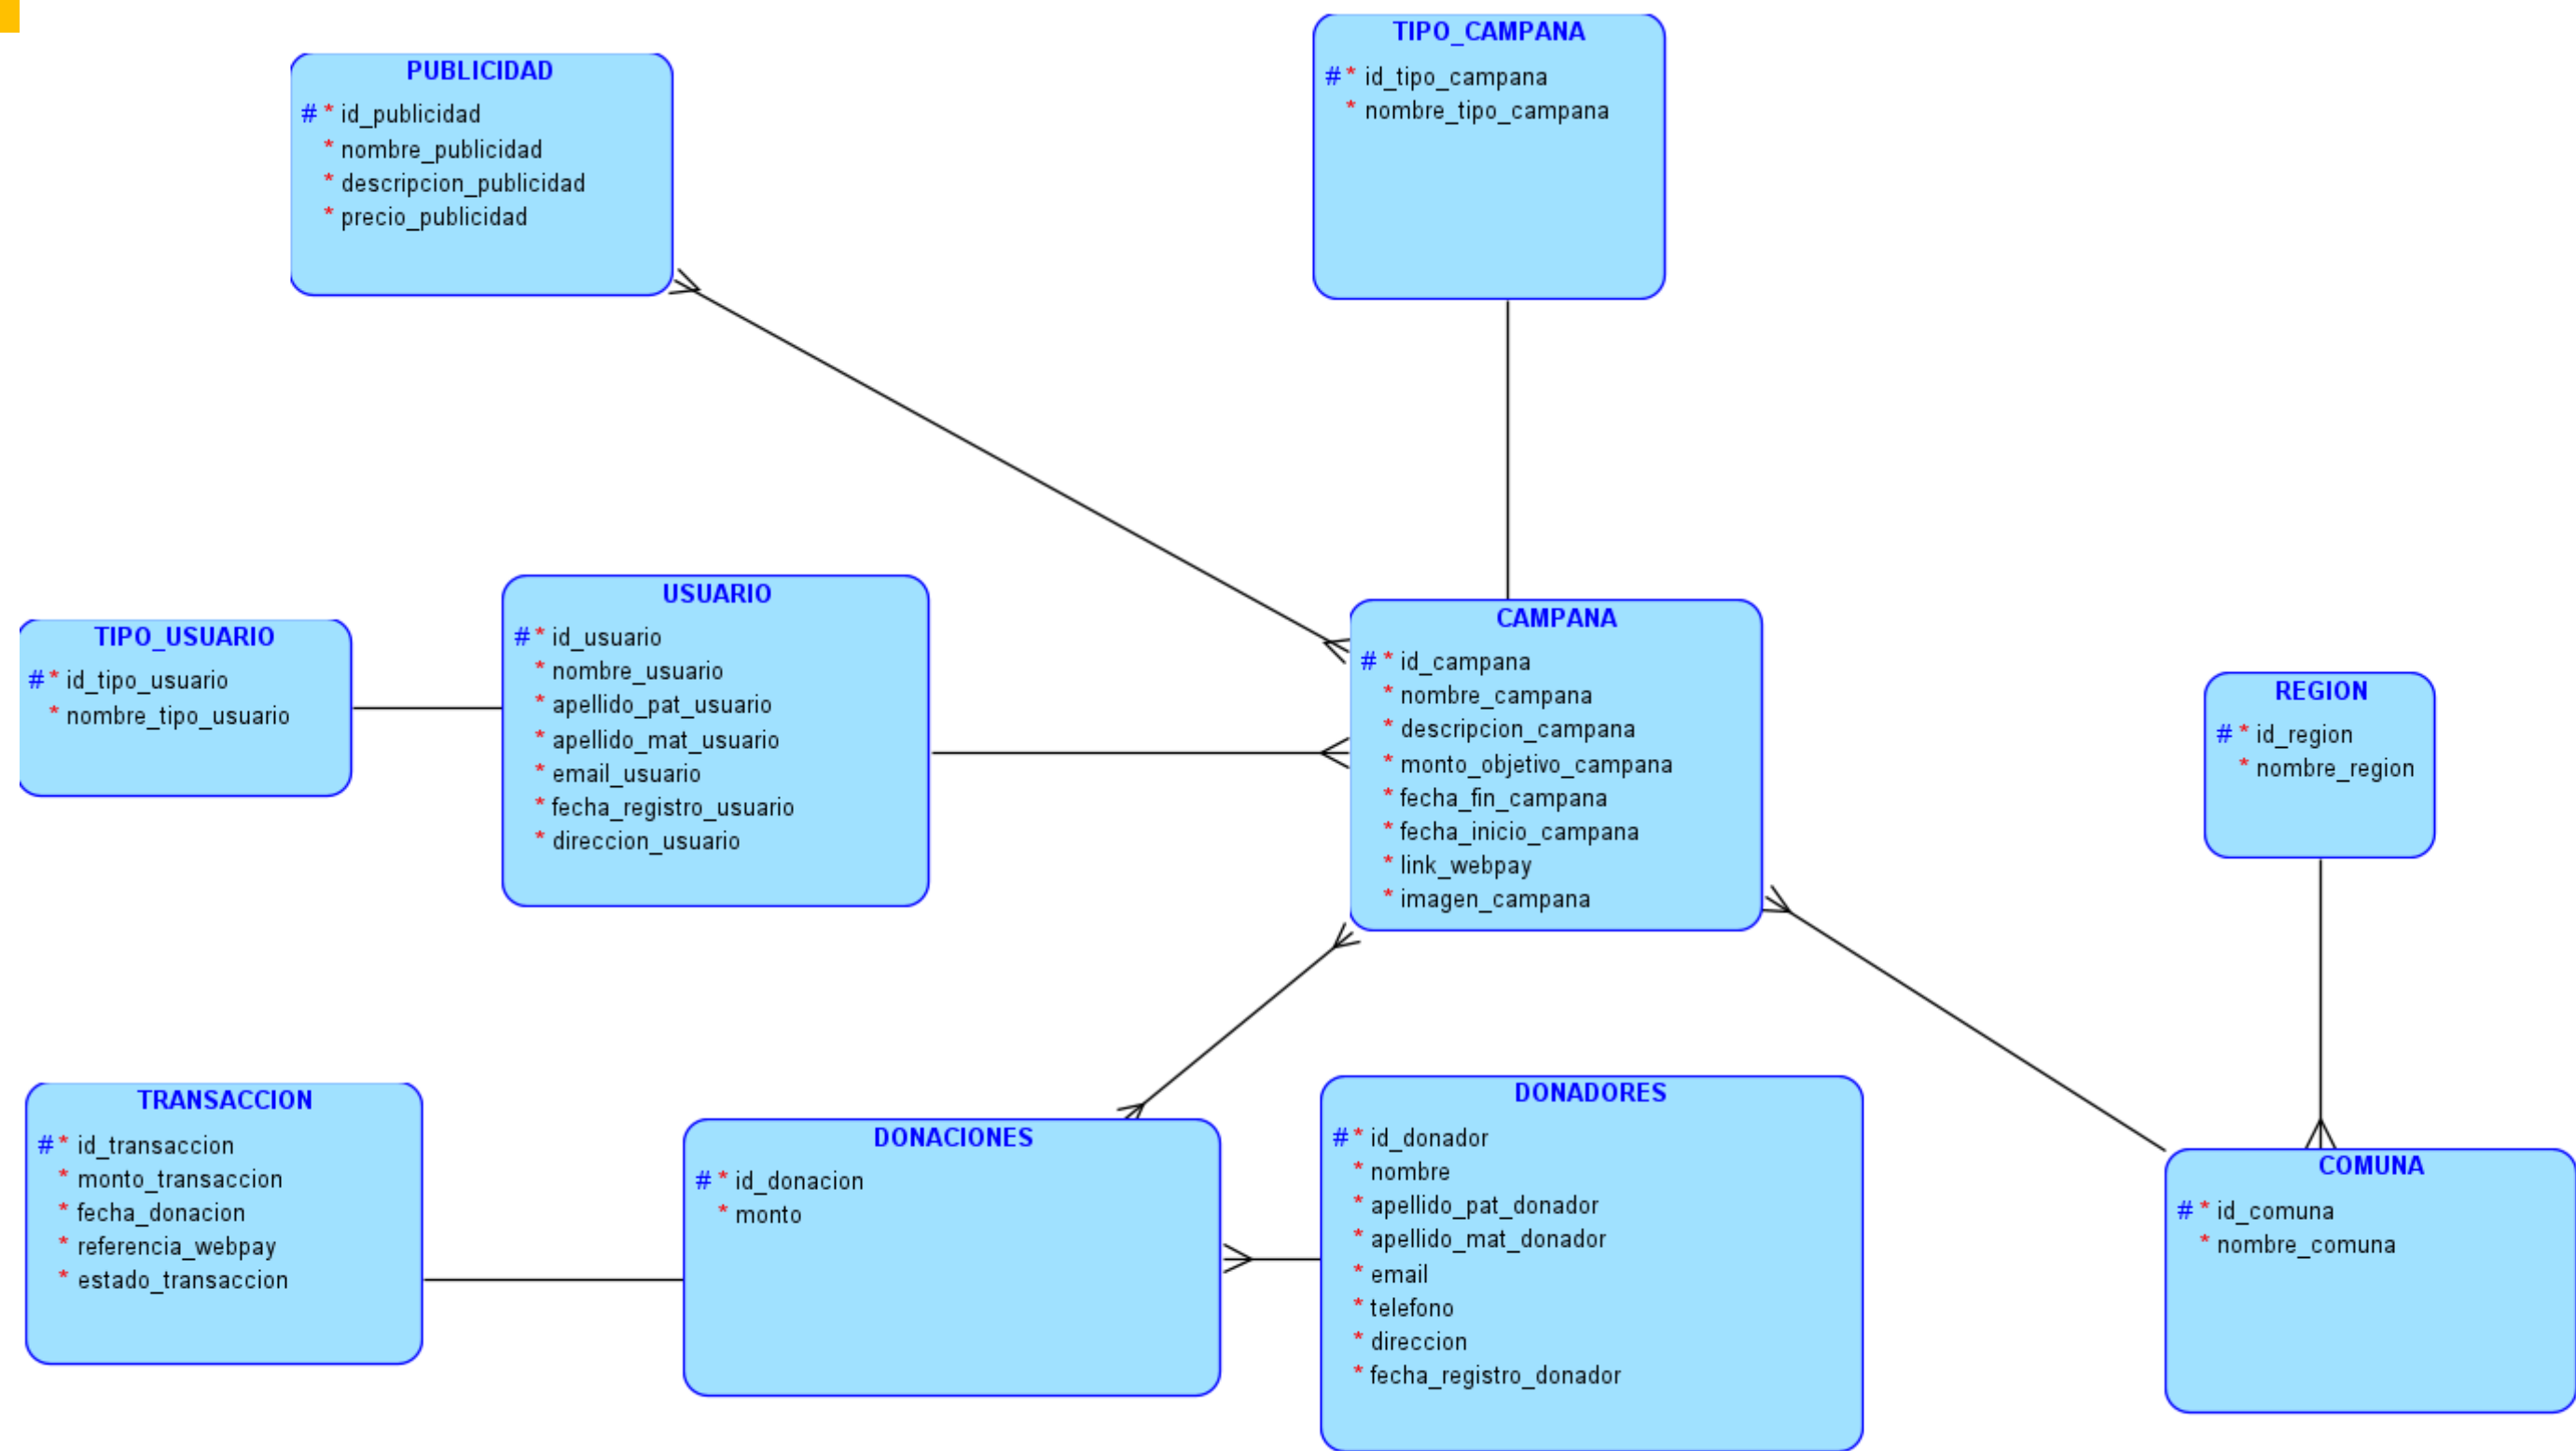 PUBLICIDAD
#* id_publicidad
* nombre_publicidad
* descripcion_publicidad
* precio_publicidad
TIPO_CAMPANA
#* id_tipo_campana
* nombre_tipo_campana
TIPO_USUARIO
#* id_tipo_usuario
* nombre_tipo_usuario
USUARIO
#* id_usuario
* nombre_usuario
* apellido_pat_usuario
* apellido_mat_usuario
* email_usuario
* fecha_registro_usuario
* direccion_usuario
CAMPANA
#* id_campana
* nombre_campana
* descripcion_campana
* monto_objetivo_campana
* fecha_fin_campana
* fecha_inicio_campana
* link_webpay
* imagen_campana
REGION
#* id_region
* nombre_region
TRANSACCION
#* id_transaccion
* monto_transaccion
* fecha_donacion
* referencia_webpay
* estado_transaccion
DONACIONES
#* id_donacion
* monto
DONADORES
#* id_donador
* nombre
* apellido_pat_donador
* apellido_mat_donador
* email
* telefono
* direccion
* fecha_registro_donador
COMUNA
#* id_comuna
* nombre_comuna